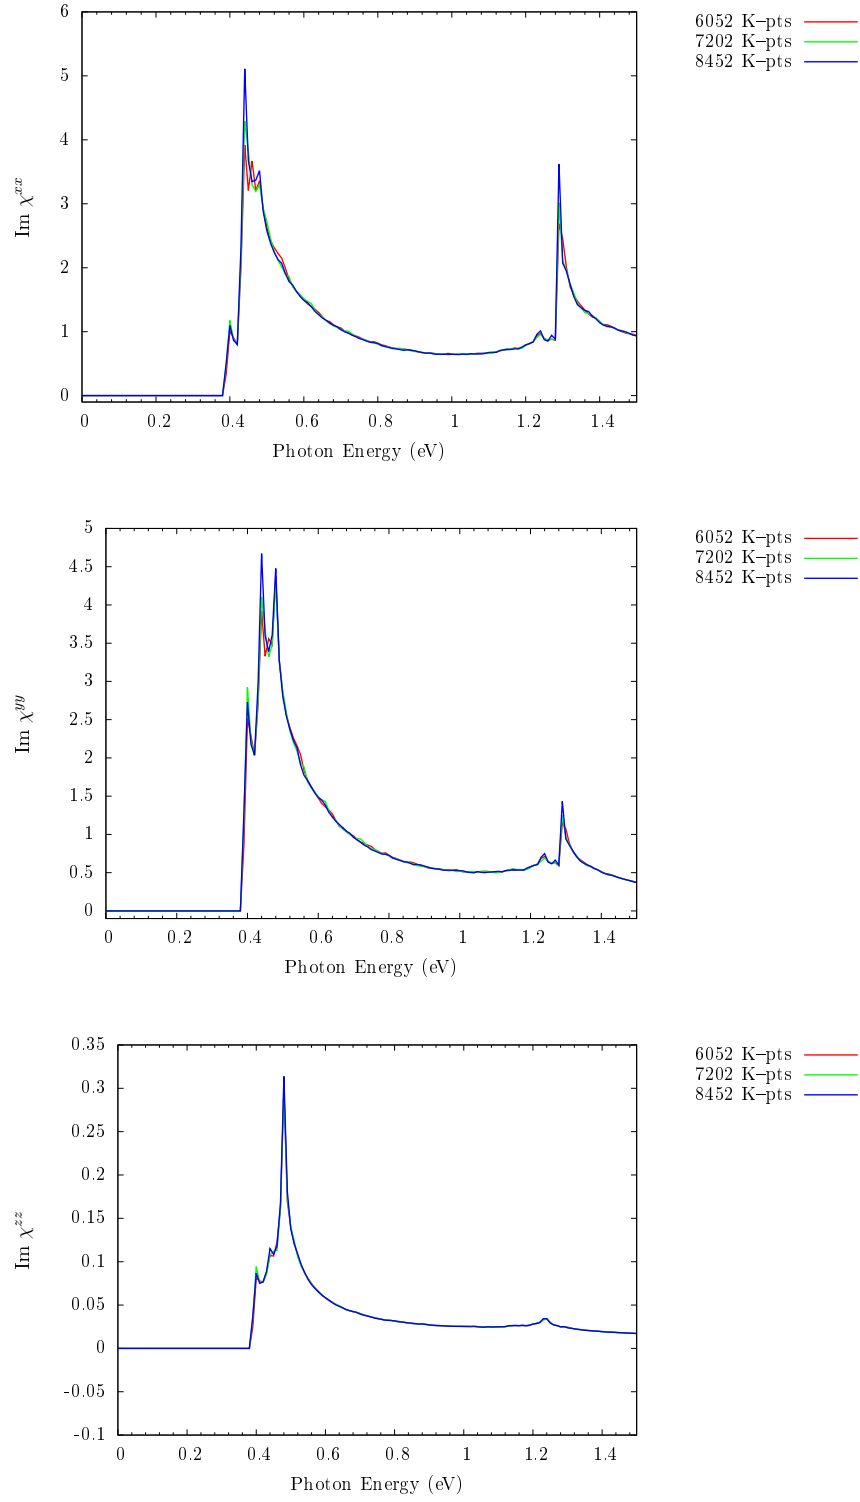 6
5
4
3
2
1
0
0 0.2 0.4 0.6 0.8 1 1.2 1.4
Im χ^{xx}
Photon Energy (eV)
6052 K–pts
7202 K–pts
8452 K–pts
5
4.5
4
3.5
3
2.5
2
1.5
1
0.5
0
0 0.2 0.4 0.6 0.8 1 1.2 1.4
Im χ^{yy}
Photon Energy (eV)
6052 K–pts
7202 K–pts
8452 K–pts
0.35
0.3
0.25
0.2
0.15
0.1
0.05
0
-0.05
-0.1
0 0.2 0.4 0.6 0.8 1 1.2 1.4
Im χ^{zz}
Photon Energy (eV)
6052 K–pts
7202 K–pts
8452 K–pts